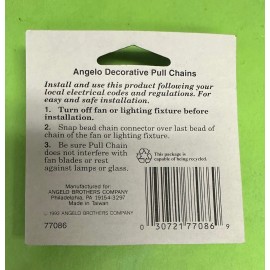 Angelo Decorative Pull Chains
Install and use this product following your
local electrical codes and regulations. For
easy and safe installation.
1. Turn off fan or lighting fixture before
installation.
2. Snap bead chain connector over last bead of
chain of the fan or lighting fixture.
3. Be sure Pull Chain
does not interfere with
fan blades or rest
against lamps or glass.
This package is
capable of being recycled.
Manufactured for
ANGELO BROTHERS COMPANY
Philadelphia, PA 19154-3297
Made in Taiwan
© 1992 ANGELO BROTHERS COMPANY
77086
0 30721 77086 9